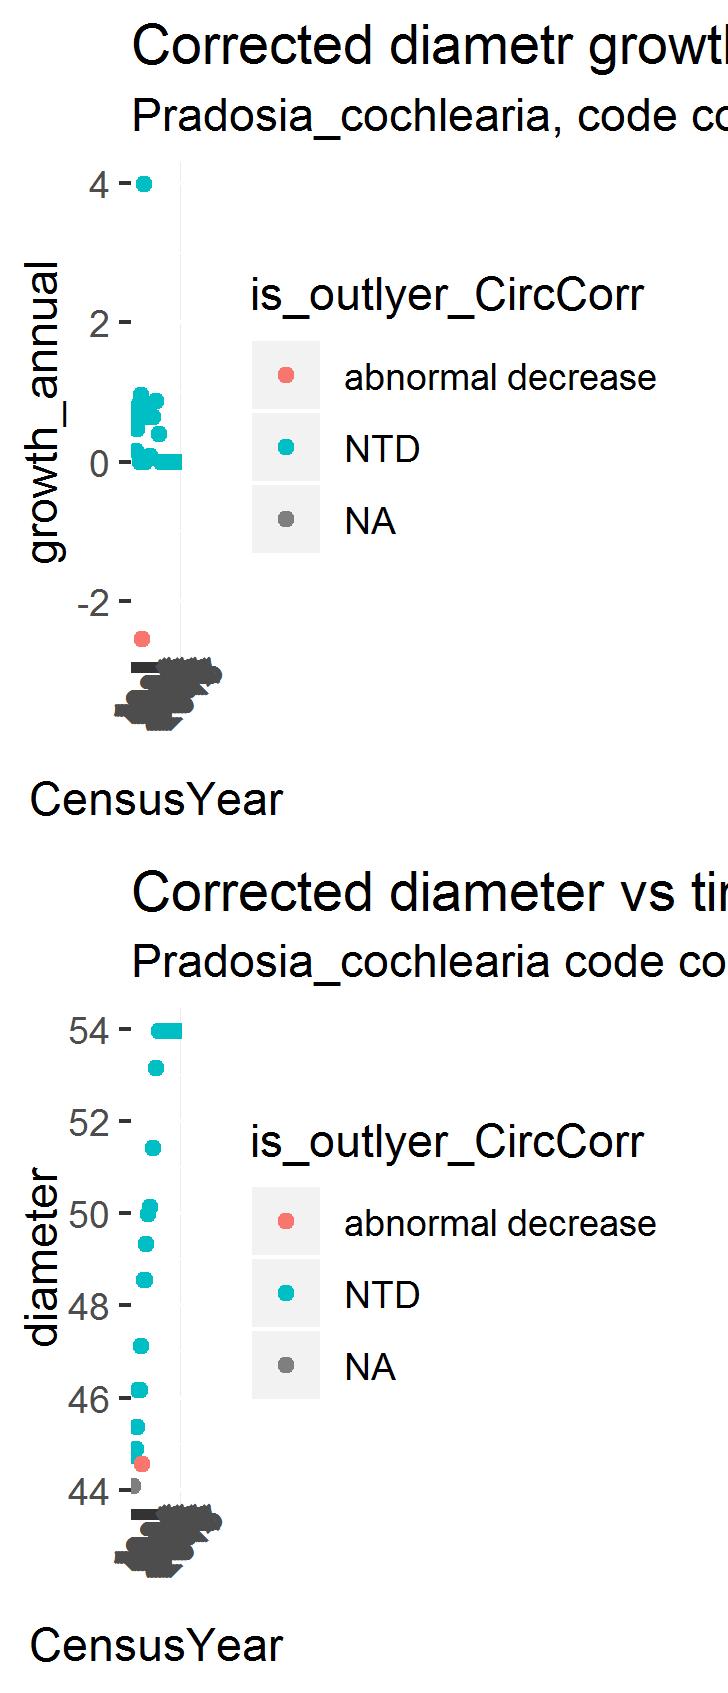 Corrected diametr growt
Pradosia_cochlearia, code co
growth_annual
4
2
0
-2
is_outlyer_CircCorr
abnormal decrease
NTD
NA
CensusYear
Corrected diameter vs
Pradosia_cochlearia code co
diameter
54
52
50
48
46
44
is_outlyer_CircCorr
abnormal decrease
NTD
NA
CensusYear